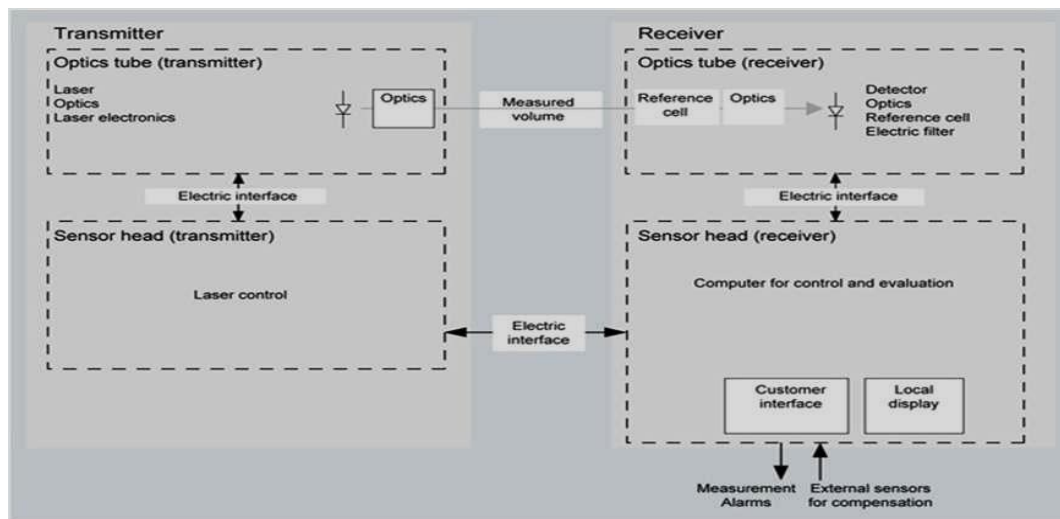 Transmitter
Optics tube (transmitter)
Laser
Optics
Laser electronics
Optics
Measured
volume
Receiver
Optics tube (receiver)
Reference
cell
Optics
Detector
Optics
Reference cell
Electric filter
Electric interface
Electric interface
Sensor head (transmitter)
Laser control
Electric
interface
Sensor head (receiver)
Computer for control and evaluation
Customer
interface
Local
display
Measurement
Alarms
External sensors
for compensation